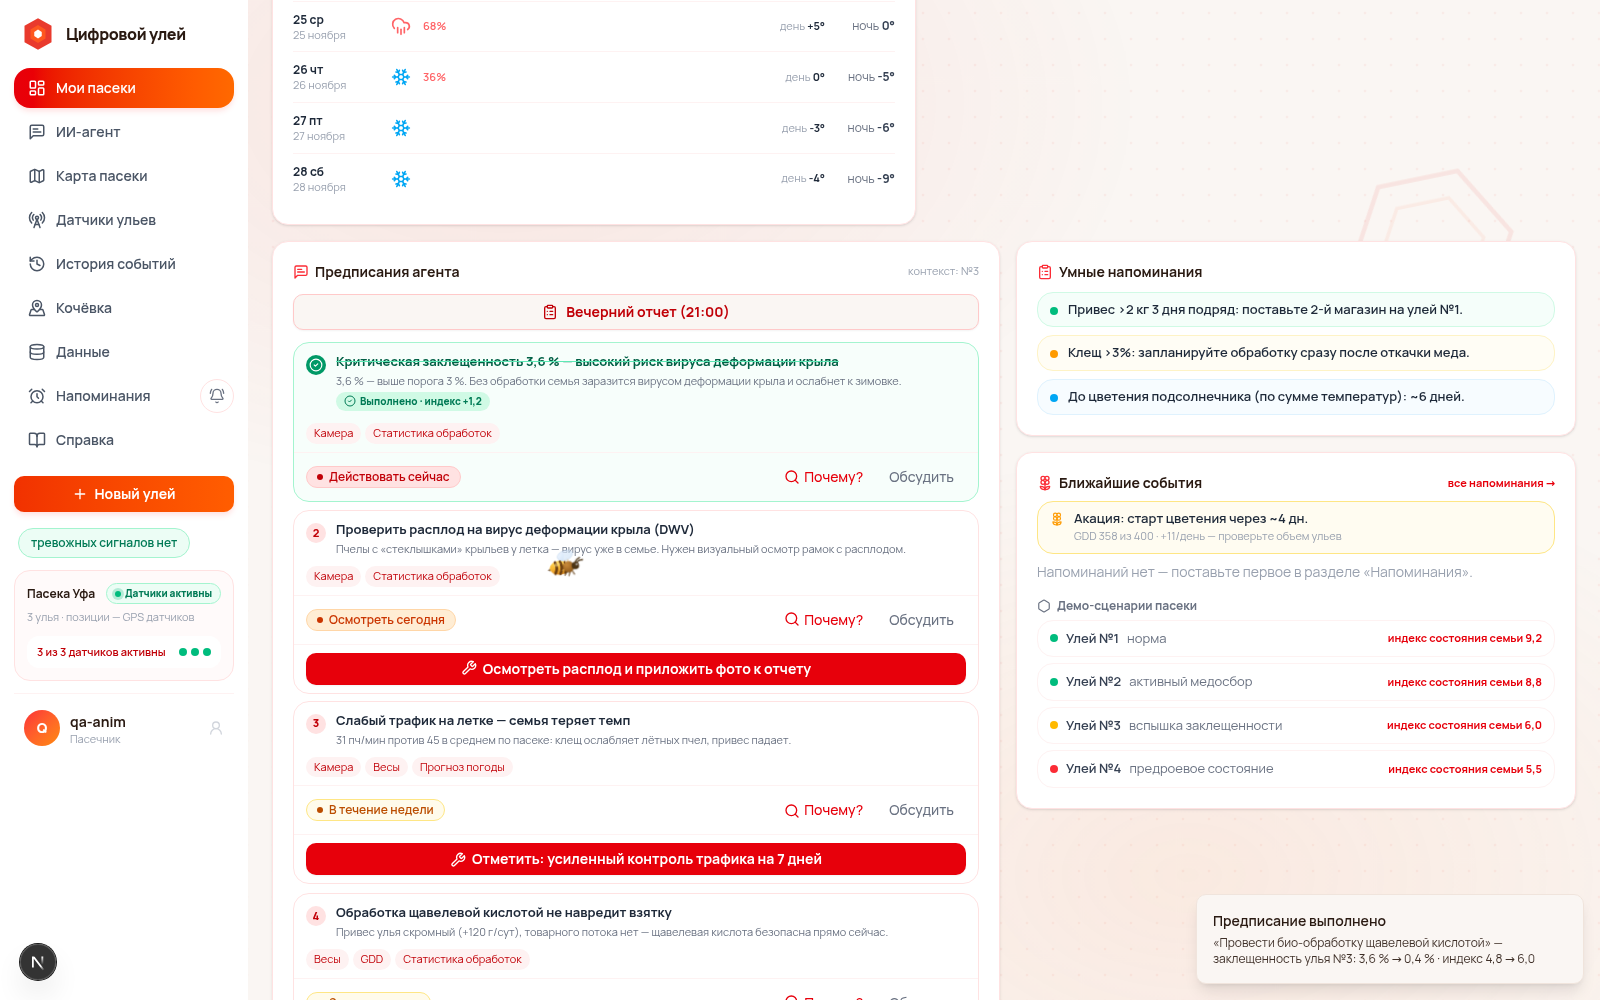 Цифровой улей
Мои пасеки
ИИ-агент
Карта пасеки
Датчики ульев
История событий
Кочёвка
Данные
Напоминания
Справка
+ Новый улей
тревожных сигналов нет
Пасека Уфа
Датчики активны
3 улья · позиции — GPS датчиков
3 из 3 датчиков активны
Q
qa-anim
Пасечник
N
25 ср
25 ноября
68%
день +5°
ночь 0°
26 чт
26 ноября
36%
день 0°
ночь -5°
27 пт
27 ноября
день -3°
ночь -6°
28 сб
28 ноября
день -4°
ночь -9°
Предписания агента
контекст: №3
Вечерний отчет (21:00)
Критическая заклещенность 3,6 % — высокий риск вируса деформации крыла
3,6 % — выше порога 3 %. Без обработки семья заразится вирусом деформации крыла и ослабнет к зимовке.
Выполнено · индекс +1,2
Камера
Статистика обработок
Действовать сейчас
Почему?
Обсудить
2
Проверить расплод на вирус деформации крыла (DWV)
Пчелы с «стеклышками» крыльев у летка — вирус уже в семье. Нужен визуальный осмотр рамок с расплодом.
Камера
Статистика обработок
Осмотреть сегодня
Почему?
Обсудить
Осмотреть расплод и приложить фото к отчету
3
Слабый трафик на летке — семья теряет темп
31 пч/мин против 45 в среднем по пасеке: клещ ослабляет лётных пчел, привес падает.
Камера
Весы
Прогноз погоды
В течение недели
Почему?
Обсудить
Отметить: усиленный контроль трафика на 7 дней
4
Обработка щавелевой кислотой не навредит взятку
Привес улья скромный (+120 г/сут), товарного потока нет — щавелевая кислота безопасна прямо сейчас.
Весы
GDD
Статистика обработок
Умные напоминания
Привес >2 кг 3 дня подряд: поставьте 2-й магазин на улей №1.
Клещ >3%: запланируйте обработку сразу после откачки меда.
До цветения подсолнечника (по сумме температур): ~6 дней.
Ближайшие события
все напоминания →
Акация: старт цветения через ~4 дн.
GDD 358 из 400 · +11/день — проверьте объем ульев
Напоминаний нет — поставьте первое в разделе «Напоминания».
Демо-сценарии пасеки
Улей №1 норма
индекс состояния семьи 9,2
Улей №2 активный медосбор
индекс состояния семьи 8,8
Улей №3 вспышка заклещенности
индекс состояния семьи 6,0
Улей №4 предроевое состояние
индекс состояния семьи 5,5
Предписание выполнено
«Провести био-обработку щавелевой кислотой» —
заклещенность улья №3: 3,6 % → 0,4 % · индекс 4,8 → 6,0